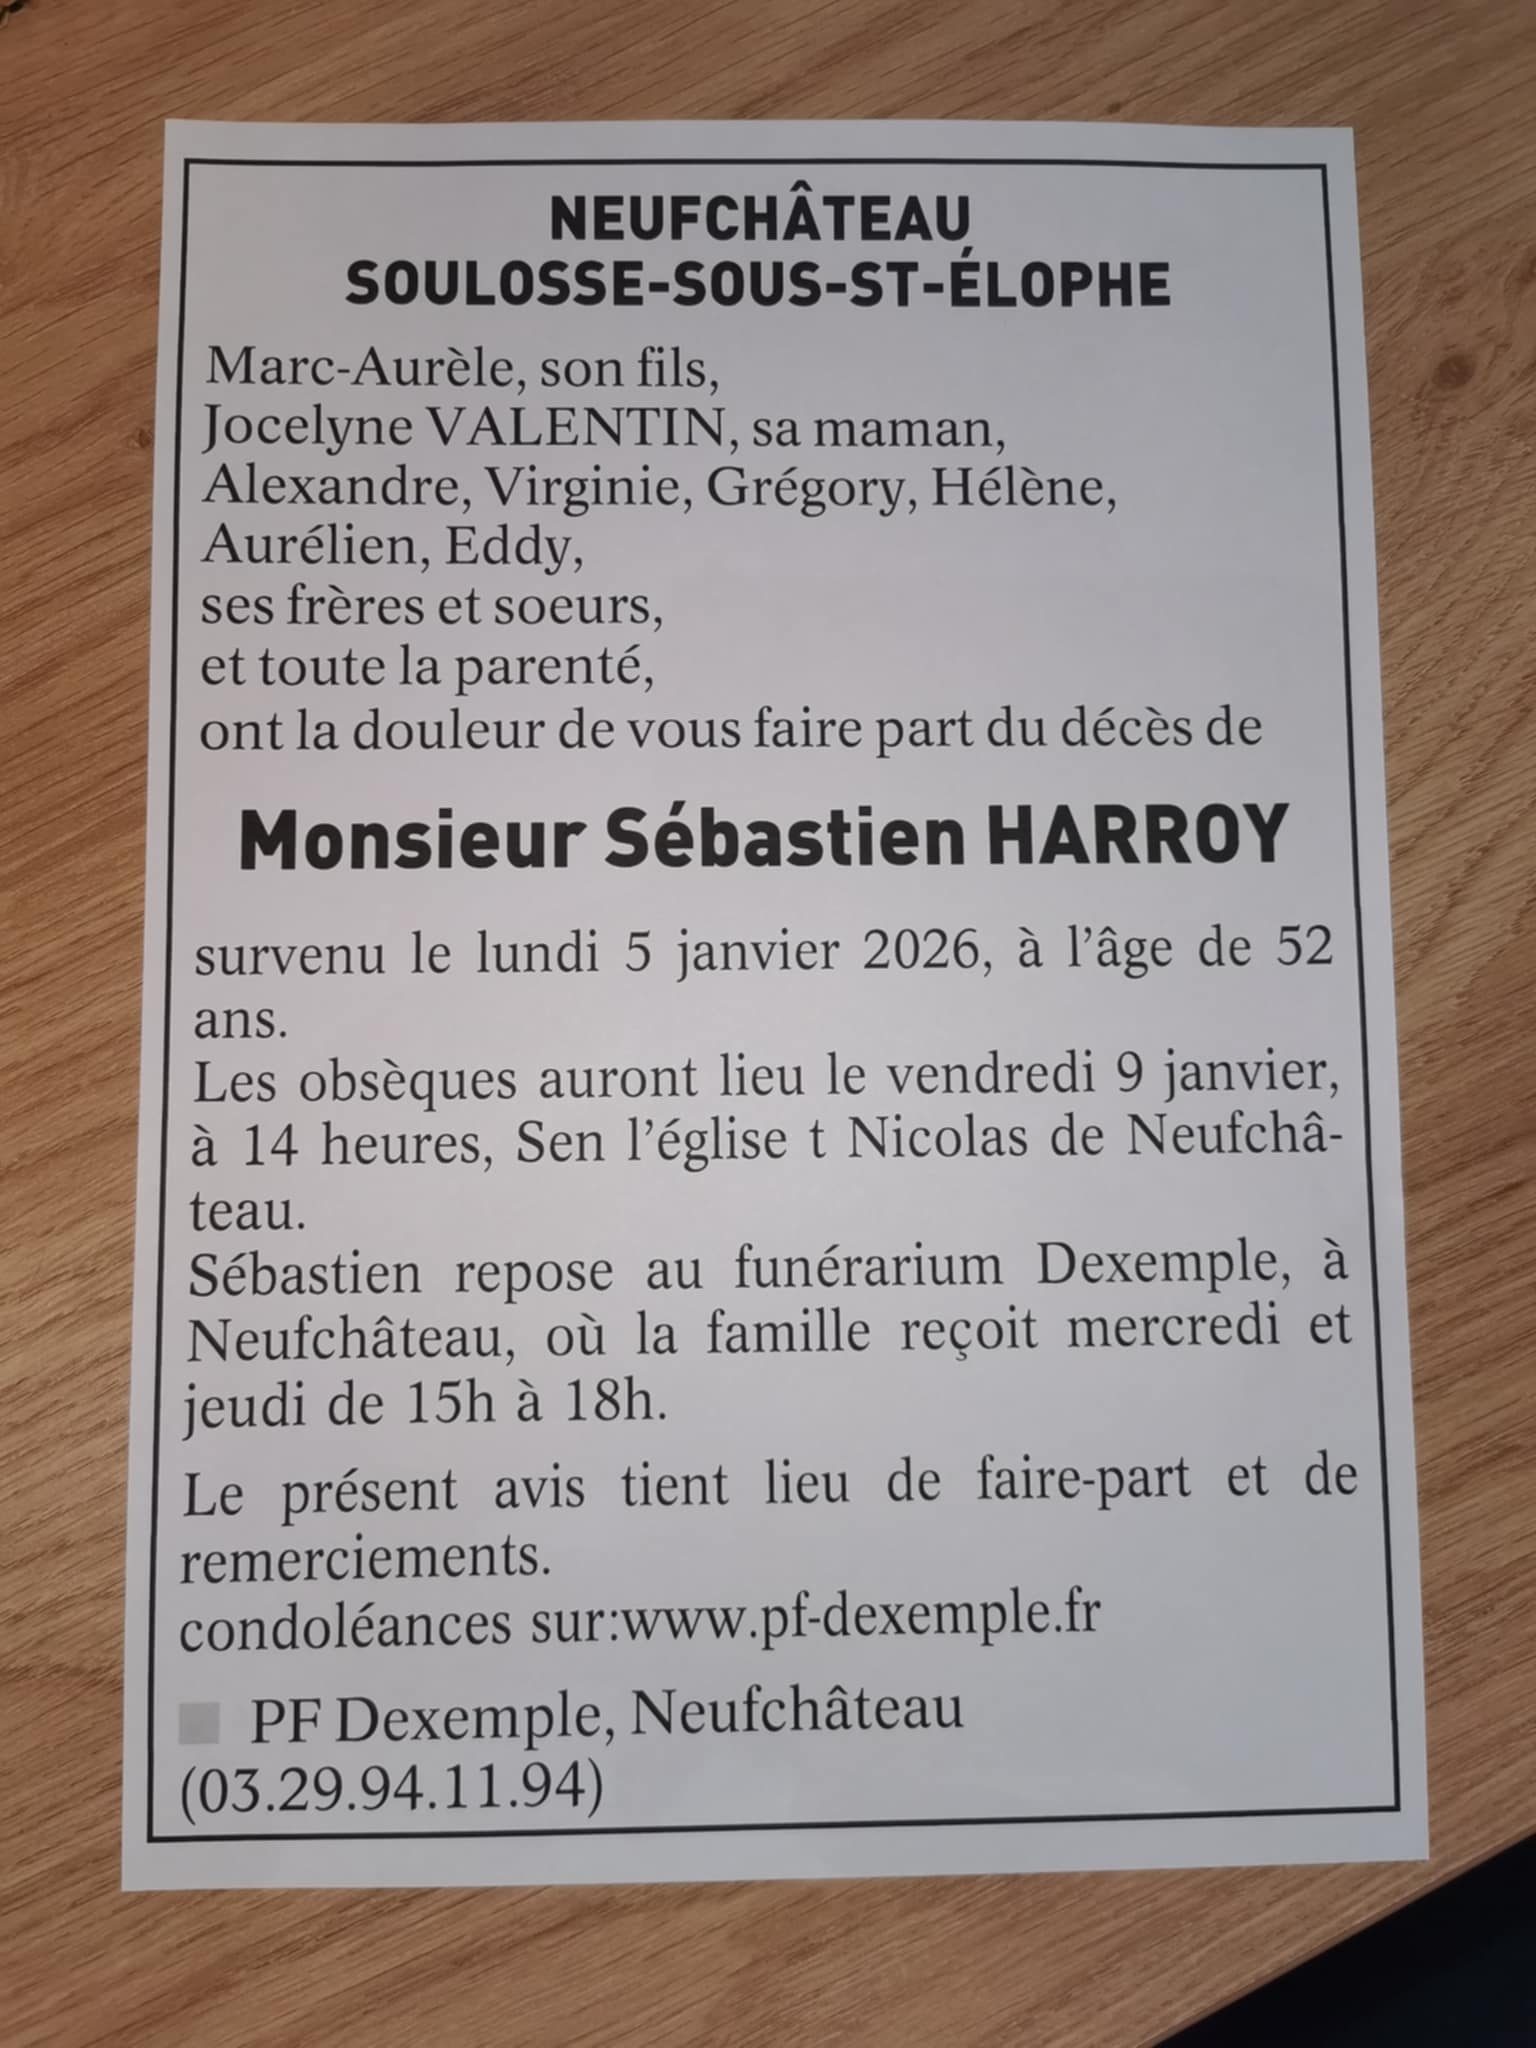 NEUFCHÂTEAU
SOULOSSE-SOUS-ST-ÉLOPHE
Marc-Aurèle, son fils,
Jocelyne VALENTIN, sa maman,
Alexandre, Virginie, Grégory, Hélène,
Aurélien, Eddy,
ses frères et soeurs,
et toute la parenté,
ont la douleur de vous faire part du décès de
Monsieur Sébastien HARROY
survenu le lundi 5 janvier 2026, à l’âge de 52
ans.
Les obsèques auront lieu le vendredi 9 janvier,
à 14 heures, Sen l’église t Nicolas de Neufchâ-
teau.
Sébastien repose au funérarium Dexemple, à
Neufchâteau, où la famille reçoit mercredi et
jeudi de 15h à 18h.
Le présent avis tient lieu de faire-part et de
remerciements.
condoléances sur:www.pf-dexemple.fr
PF Dexemple, Neufchâteau
(03.29.94.11.94)